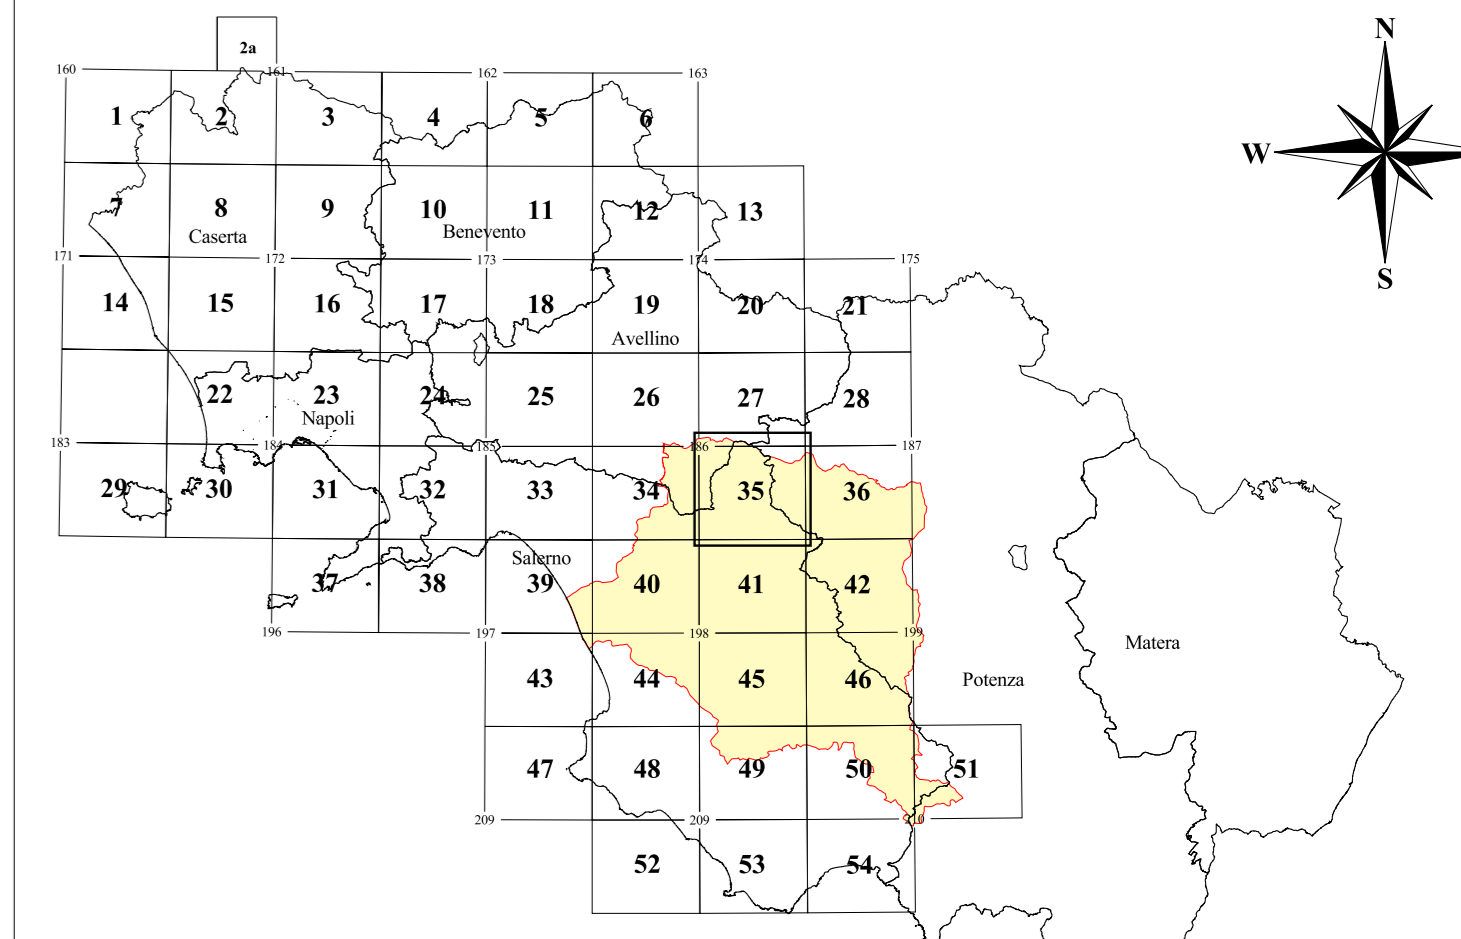 N
2a
160 161 162 163
1 2 3 4 5 6
W
7 8 9 10 11 12 13
Caserta Benevento
171 172 173 174 175
S
14 15 16 17 18 19 20 21
Avellino
22 23 24 25 26 27 28
Napoli
183 184 185 186 187
29 30 31 32 33 34 35 36
Salerno
37 38 39 40 41 42
196 197 198 199
Matera
43 44 45 46 Potenza
47 48 49 50 51
209 209 210
52 53 54